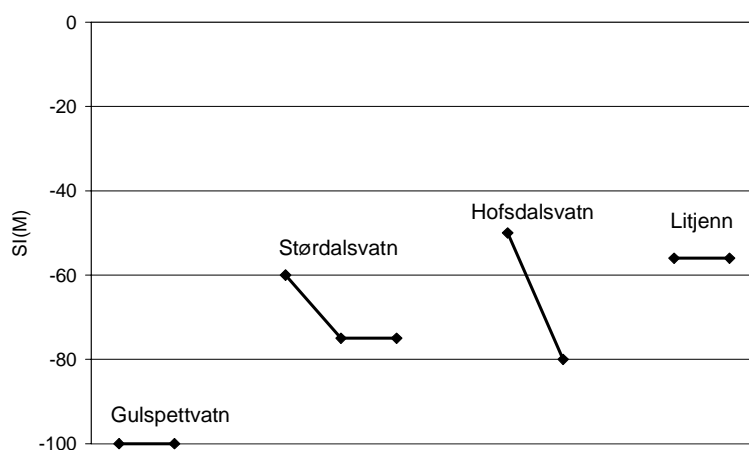 0
-20
-40
-60
-80
-100
SI(M)
Gulspettvatn
Størdalsvatn
Hofsdalsvatn
Litjenn